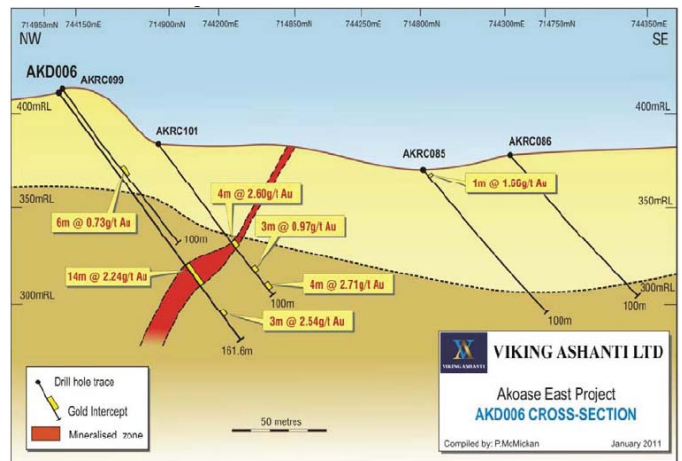 714950mN 744150mE 714900mN 744200mE 714850mN 744250mE 714800mN 744300mE 714750mN 744350mE
NW
SE
AKD006
AKRC099
400mRL
400mRL
AKRC101
AKRC085
AKRC086
1m @ 1.66g/t Au
4m @ 2.60g/t Au
350mRL
350mRL
6m @ 0.73g/t Au
3m @ 0.97g/t Au
100m
14m @ 2.24g/t Au
4m @ 2.71g/t Au
300mRL
300mRL
100m
100m
100m
3m @ 2.54g/t Au
161.6m
Drill hole trace
Gold Intercept
Mineralised zone
50 metres
VIKING ASHANTI
VIKING ASHANTI LTD
Akoase East Project
AKD006 CROSS-SECTION
Compiled by: P.McMickan January 2011